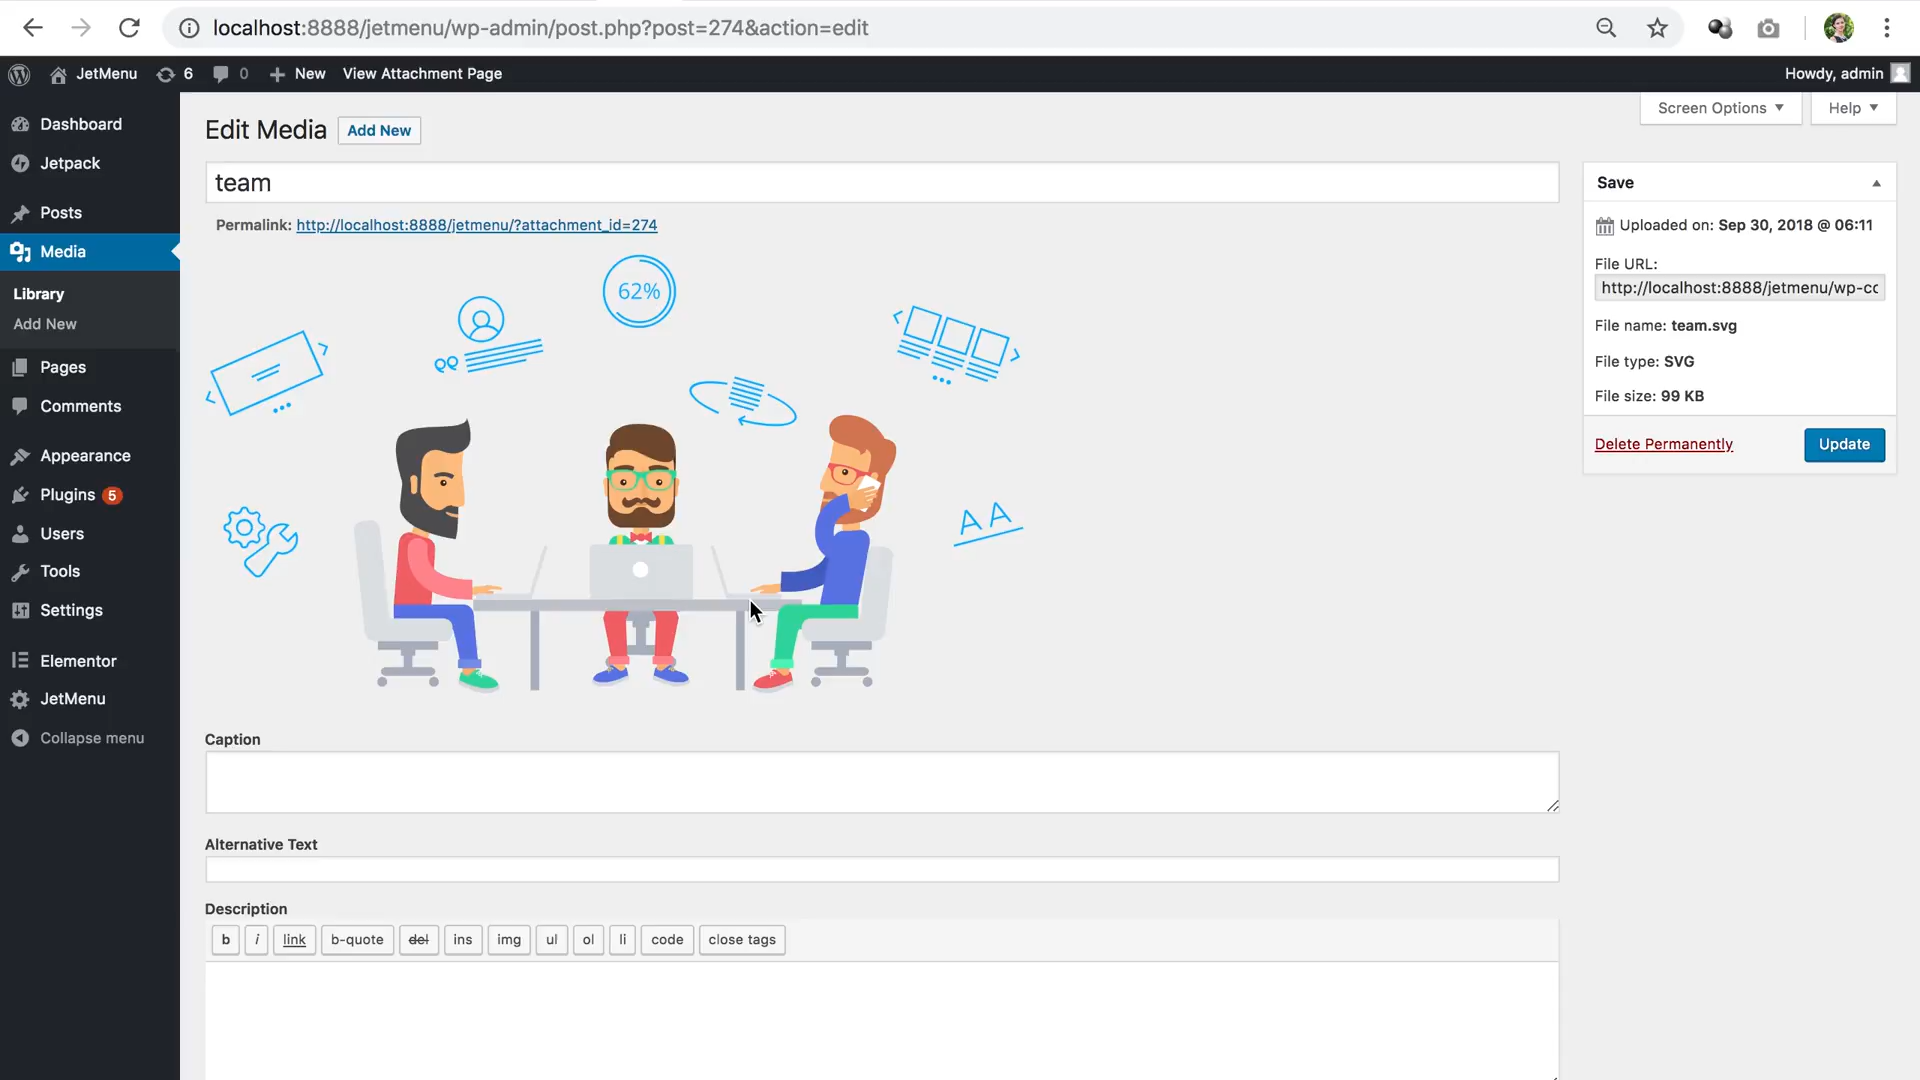 localhost:8888/jetmenu/wp-admin/post.php?post=274&action=edit
JetMenu 6 0 New View Attachment Page Howdy, admin
Dashboard
Jetpack
Posts
Media
Library
Add New
Pages
Comments
Appearance
Plugins 5
Users
Tools
Settings
Elementor
JetMenu
Collapse menu
Screen Options Help
Edit Media Add New
team
Permalink: http://localhost:8888/jetmenu/?attachment_id=274
62%
A A
Caption
Alternative Text
Description
b i link b-quote del ins img ul ol li code close tags
Save
Uploaded on: Sep 30, 2018 @ 06:11
File URL:
http://localhost:8888/jetmenu/wp-cc
File name: team.svg
File type: SVG
File size: 99 KB
Delete Permanently Update